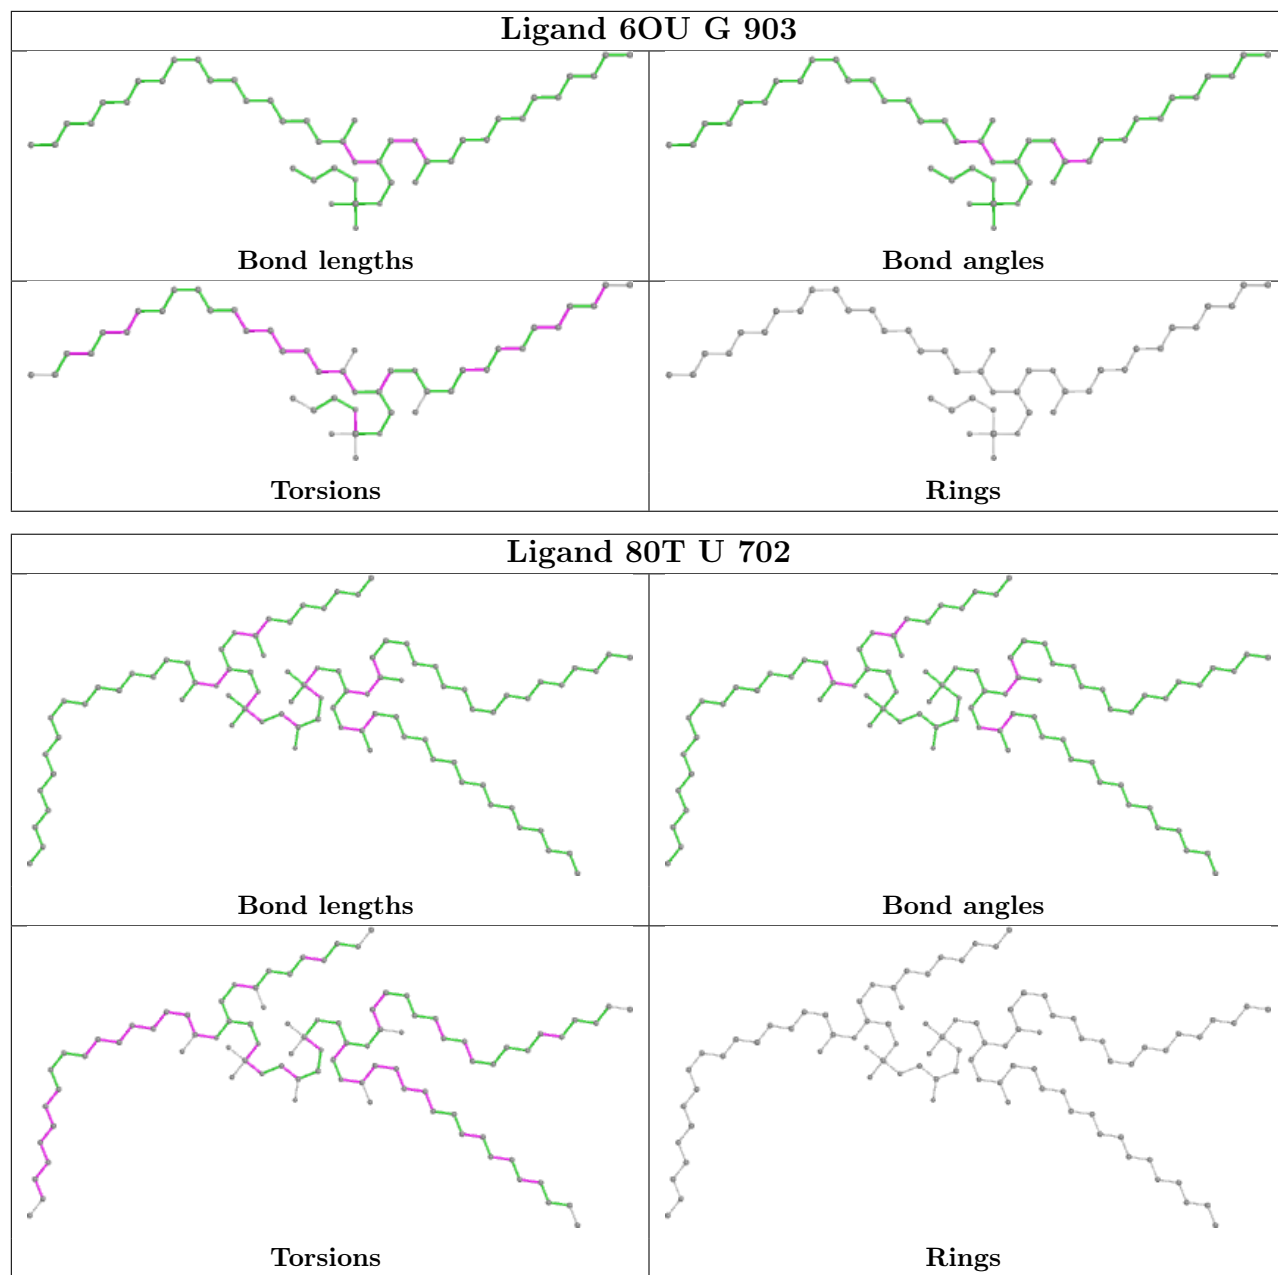 Ligand 6OU G 903
Bond lengths
Bond angles
Torsions
Rings
Ligand 80T U 702
Bond lengths
Bond angles
Torsions
Rings